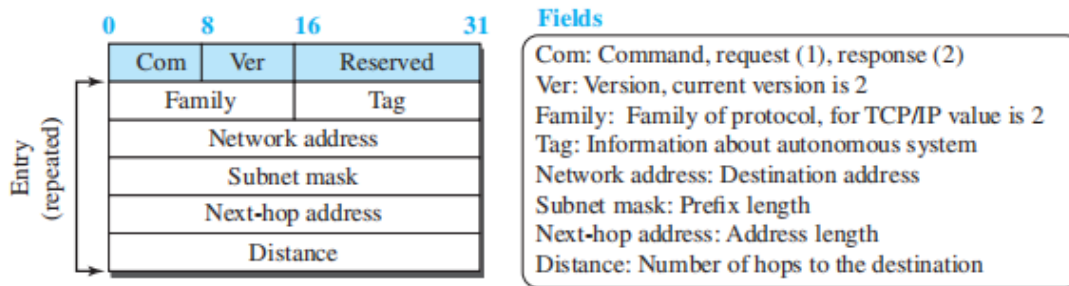 0 8 16 31
Com Ver Reserved
Family Tag
Network address
Subnet mask
Next-hop address
Distance
Entry
(repeated)
Fields
Com: Command, request (1), response (2)
Ver: Version, current version is 2
Family: Family of protocol, for TCP/IP value is 2
Tag: Information about autonomous system
Network address: Destination address
Subnet mask: Prefix length
Next-hop address: Address length
Distance: Number of hops to the destination